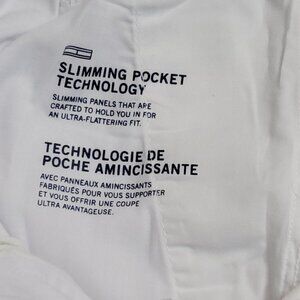 SLIMMING POCKET
TECHNOLOGY
SLIMMING PANELS THAT ARE
CRAFTED TO HOLD YOU IN FOR
AN ULTRA-FLATTERING FIT.
TECHNOLOGIE DE
POCHE AMINCISSANTE
AVEC PANNEAUX AMINCISSANTS
FABRIQUÉS POUR VOUS SUPPORTER
ET VOUS OFFRIR UNE COUPE
ULTRA AVANTAGEUSE.